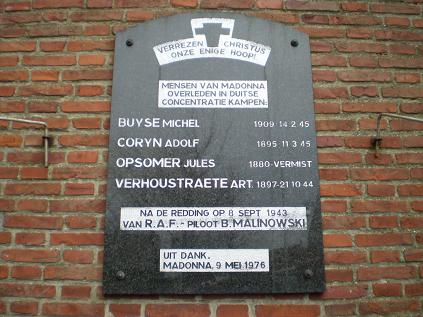 VERREZEN CHRISTUS
ONZE ENIGE HOOP!
MENSEN VAN MADONNA
OVERLEDEN IN DUITSE
CONCENTRATIE KAMPEN:
BUYSE MICHEL 1909-14-2-45
CORYN ADOLF 1895-11-3-45
OPSOMER JULES 1880-VERMIST
VERHOUSTRAETE ART. 1897-21-10-44
NA DE REDDING OP 8 SEPT 1943
VAN R.A.F.- PILOOT B. MALINOWSKI
UIT DANK.
MADONNA, 9 MEI 1976